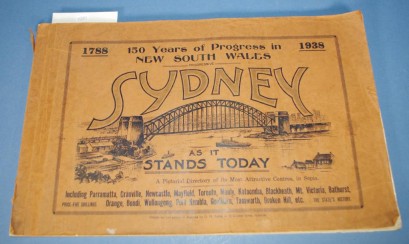 1788 150 Years of Progress in 1938
NEW SOUTH WALES
SYDNEY
AS IT
STANDS TODAY
A Pictorial Directory of its Most Attractive Centres, in Sepia.
Including Parramatta, Granville, Newcastle, Mayfield, Toronto, Manly, Katoomba, Blackheath, Mt. Victoria, Bathurst,
Orange, Bondi, Wollongong, Port Kembla, Goulburn, Tamworth, Broken Hill, etc.